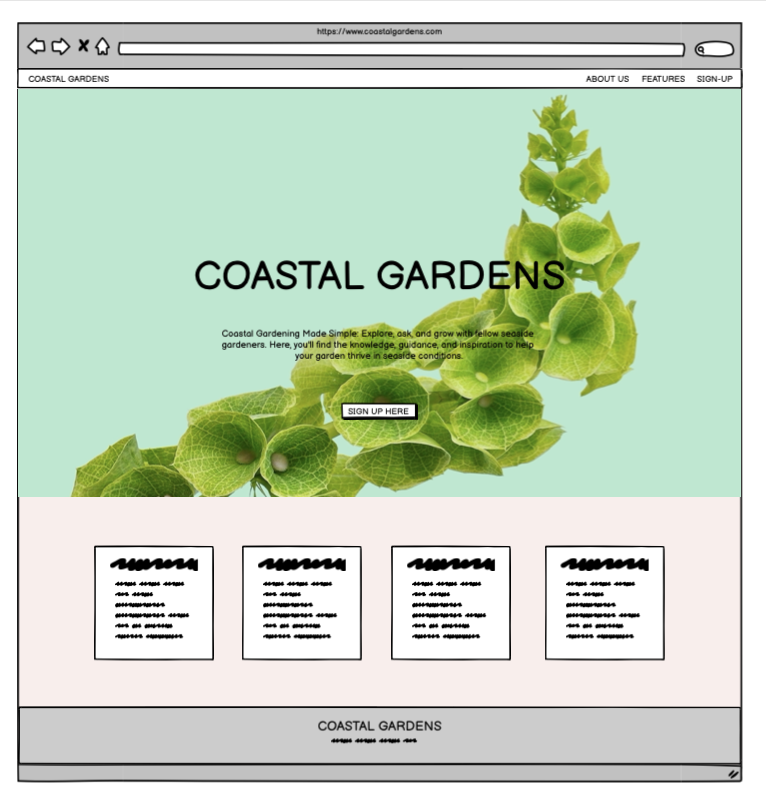 https://www.coastalgardens.com
COASTAL GARDENS
ABOUT US FEATURES SIGN-UP
COASTAL GARDENS
Coastal Gardening Made Simple: Explore, ask, and grow with fellow seaside
gardeners. Here, you'll find the knowledge, guidance, and inspiration to help
your garden thrive in seaside conditions.
SIGN UP HERE
COASTAL GARDENS